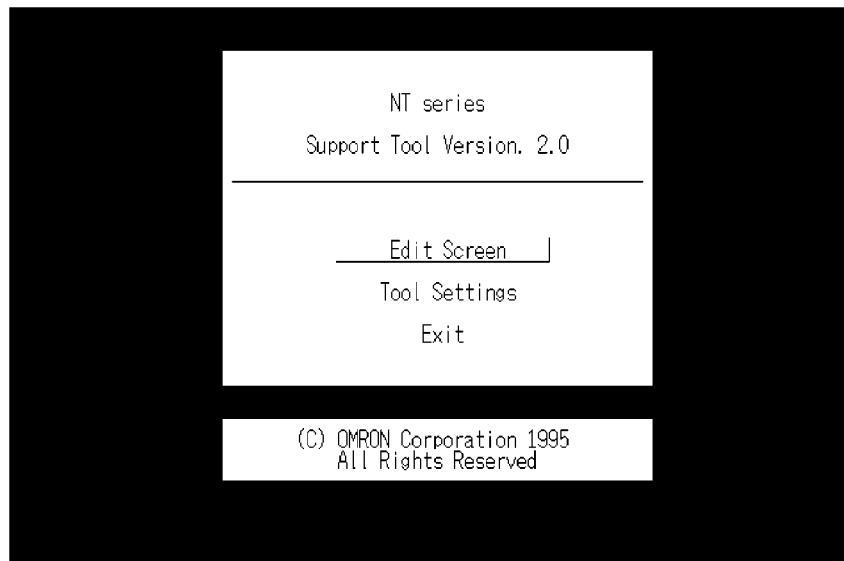 NT series
Support Tool Version. 2.0
Edit Screen
Tool Settings
Exit
(C) OMRON Corporation 1995
All Rights Reserved